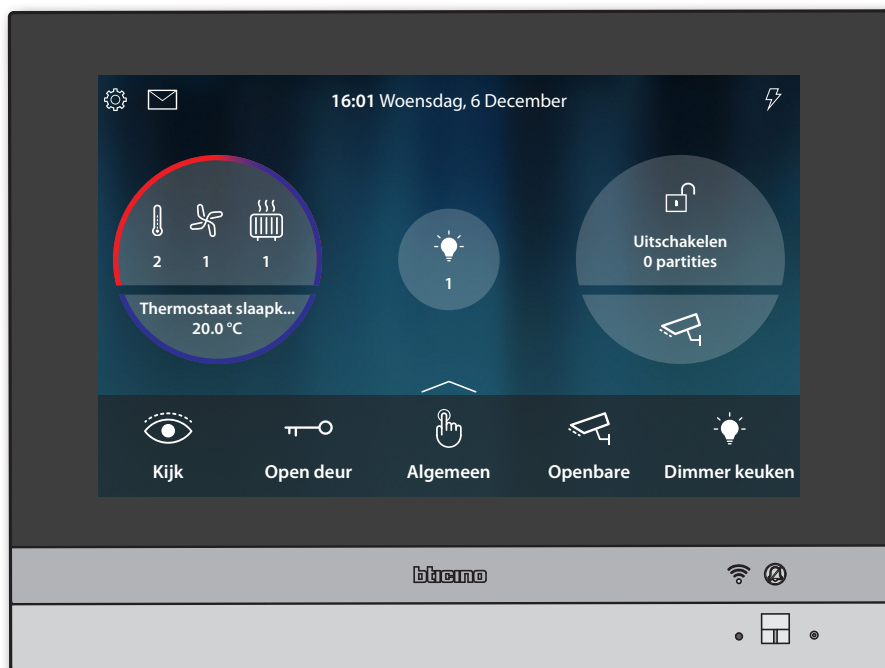 16:01 Woensdag, 6 December
2 1 1
Thermostaat slaapk...
20.0 °C
1
Uitschakelen
0 partities
Kijk Open deur Algemeen Openbare Dimmer keuken
bticino